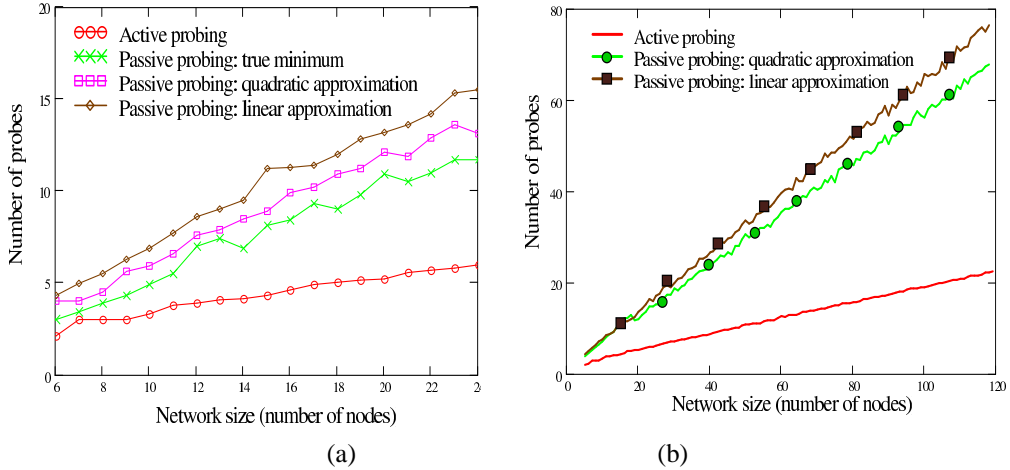 20
15
10
5
0
Number of probes
Active probing
Passive probing: true minimum
Passive probing: quadratic approximation
Passive probing: linear approximation
6 8 10 12 14 16 18 20 22 24
Network size (number of nodes)
(a)
80
60
40
20
0
Number of probes
Active probing
Passive probing: quadratic approximation
Passive probing: linear approximation
0 20 40 60 80 100 120
Network size (number of nodes)
(b)